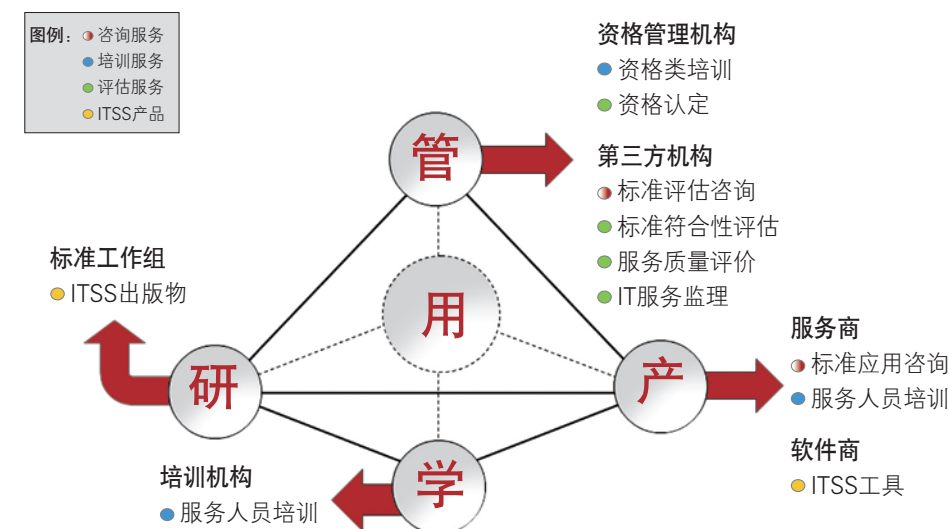 图例：咨询服务
培训服务
评估服务
ITSS产品
资格管理机构
资格类培训
资格认定
管
第三方机构
标准评估咨询
标准符合性评估
服务质量评价
IT服务监理
标准工作组
ITSS出版物
用
服务商
标准应用咨询
服务人员培训
研
产
软件商
ITSS工具
培训机构
服务人员培训
学